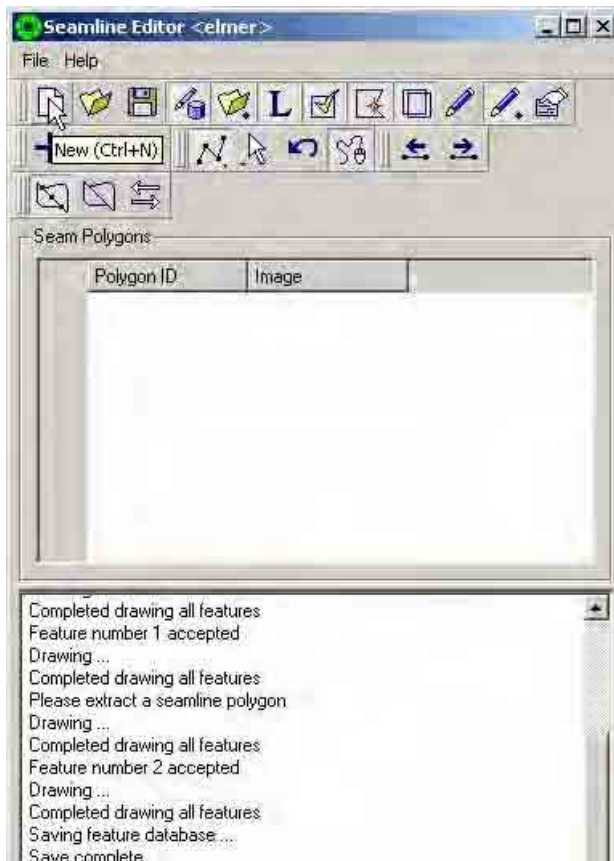 Seamline Editor <elmer>
File Help
L
New (Ctrl+N)
Seam Polygons
Polygon ID Image
Completed drawing all features
Feature number 1 accepted
Drawing ...
Completed drawing all features
Please extract a seamline polygon
Drawing ...
Completed drawing all features
Feature number 2 accepted
Drawing ...
Completed drawing all features
Saving feature database ...
Save complete